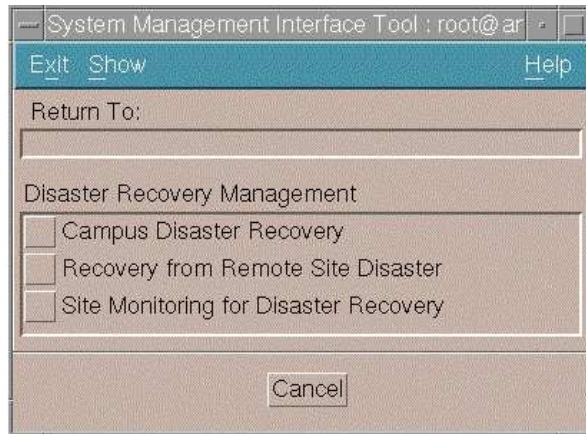 System Management Interface Tool : root@ar
Exit Show Help
Return To:
Disaster Recovery Management
Campus Disaster Recovery
Recovery from Remote Site Disaster
Site Monitoring for Disaster Recovery
Cancel